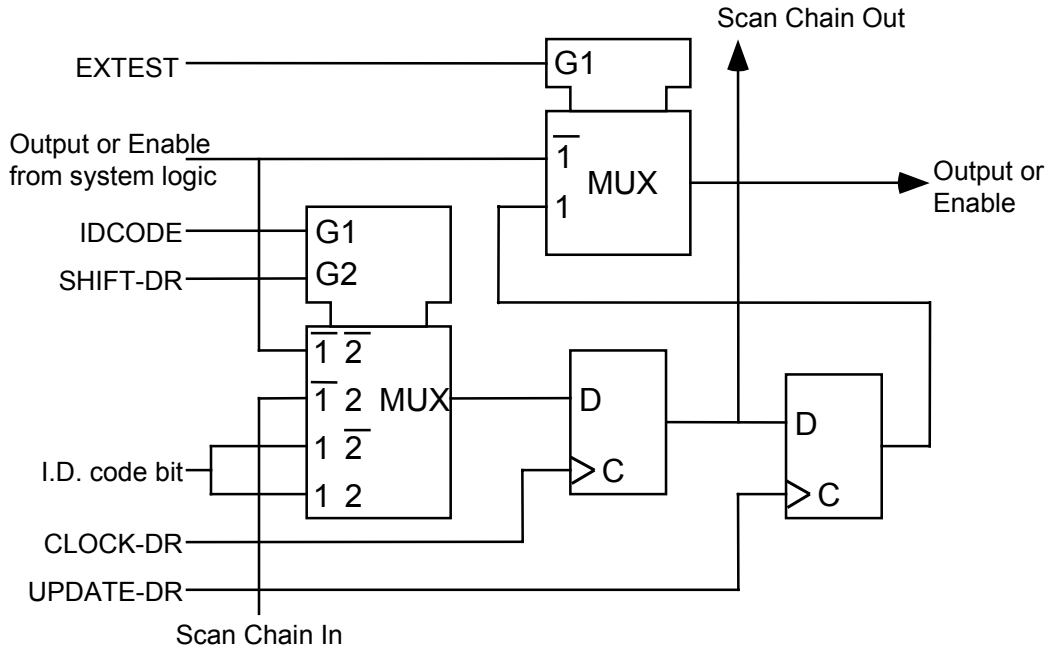 Scan Chain Out
EXTEST
G1
Output or Enable
from system logic
1̅
MUX
1
Output or
Enable
IDCODE
G1
SHIFT-DR
G2
1̅ 2̅
1̅ 2
MUX
1 2̅
1 2
I.D. code bit
D
C
D
C
CLOCK-DR
UPDATE-DR
Scan Chain In